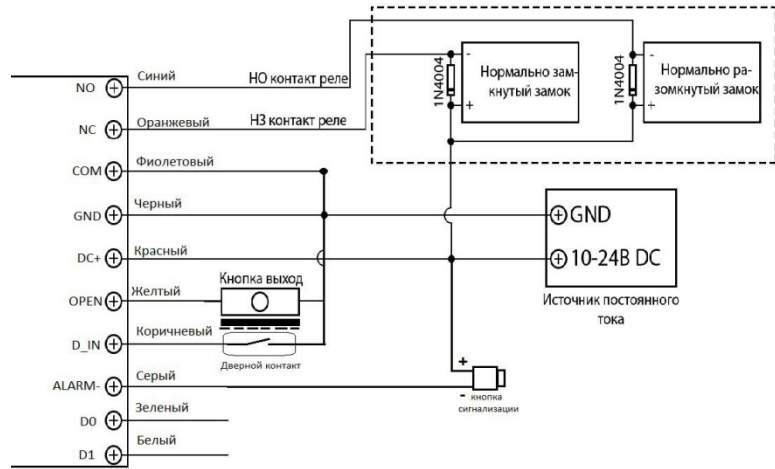 NO
Синий
НО контакт реле
NC
Оранжевый
НЗ контакт реле
COM
Фиолетовый
GND
Черный
DC+
Красный
OPEN
Желтый
Кнопка выход
D_IN
Коричневый
Дверной контакт
ALARM-
Серый
D0
Зеленый
D1
Белый
1N4004
-
+
Нормально зам-
кнутый замок
1N4004
-
+
Нормально ра-
зомкнутый замок
GND
10-24В DC
Источник постоянного
тока
+
-
кнопка
сигнализации